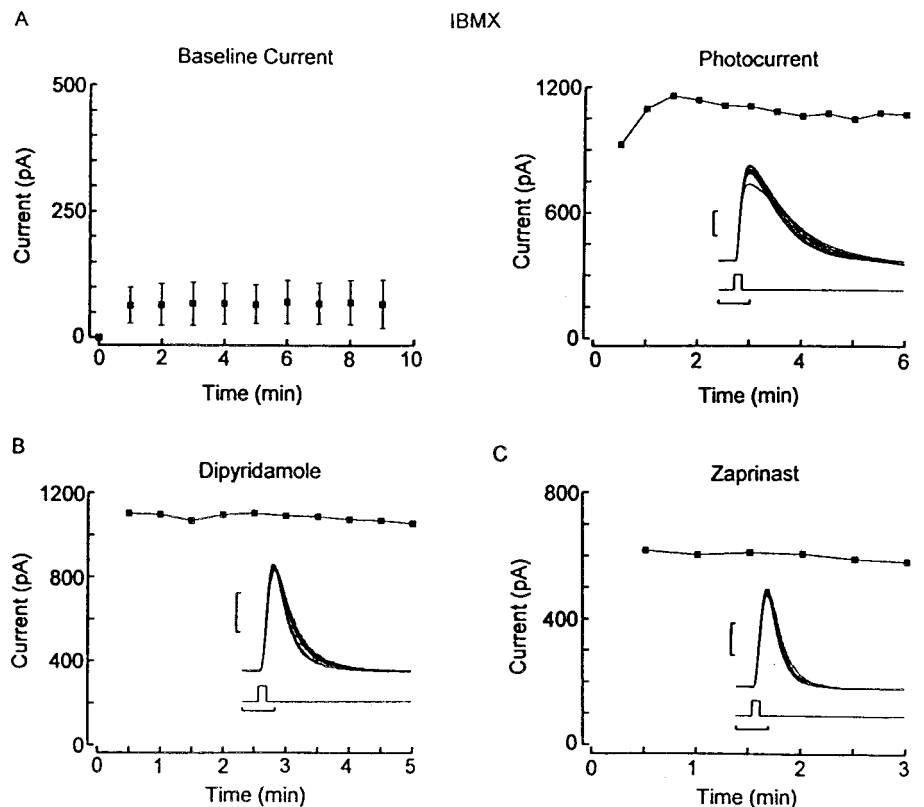 A
IBMX
Baseline Current
Current (pA)
500
250
0
0 2 4 6 8 10
Time (min)
Photocurrent
Current (pA)
1200
600
0
0 2 4 6
Time (min)
B
Dipyridamole
Current (pA)
1200
800
400
0
0 1 2 3 4 5
Time (min)
C
Zaprinast
Current (pA)
800
400
0
0 1 2 3
Time (min)